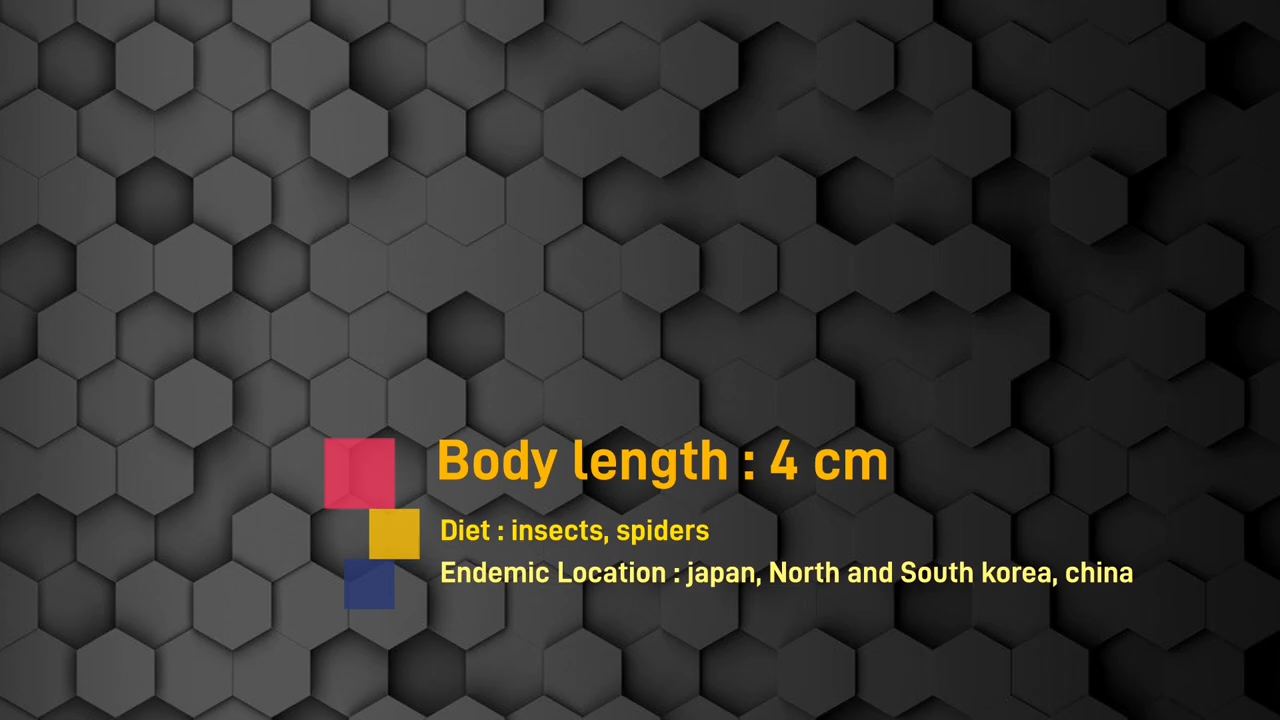 Body length : 4 cm
Diet : insects, spiders
Endemic Location : japan, North and South korea, china